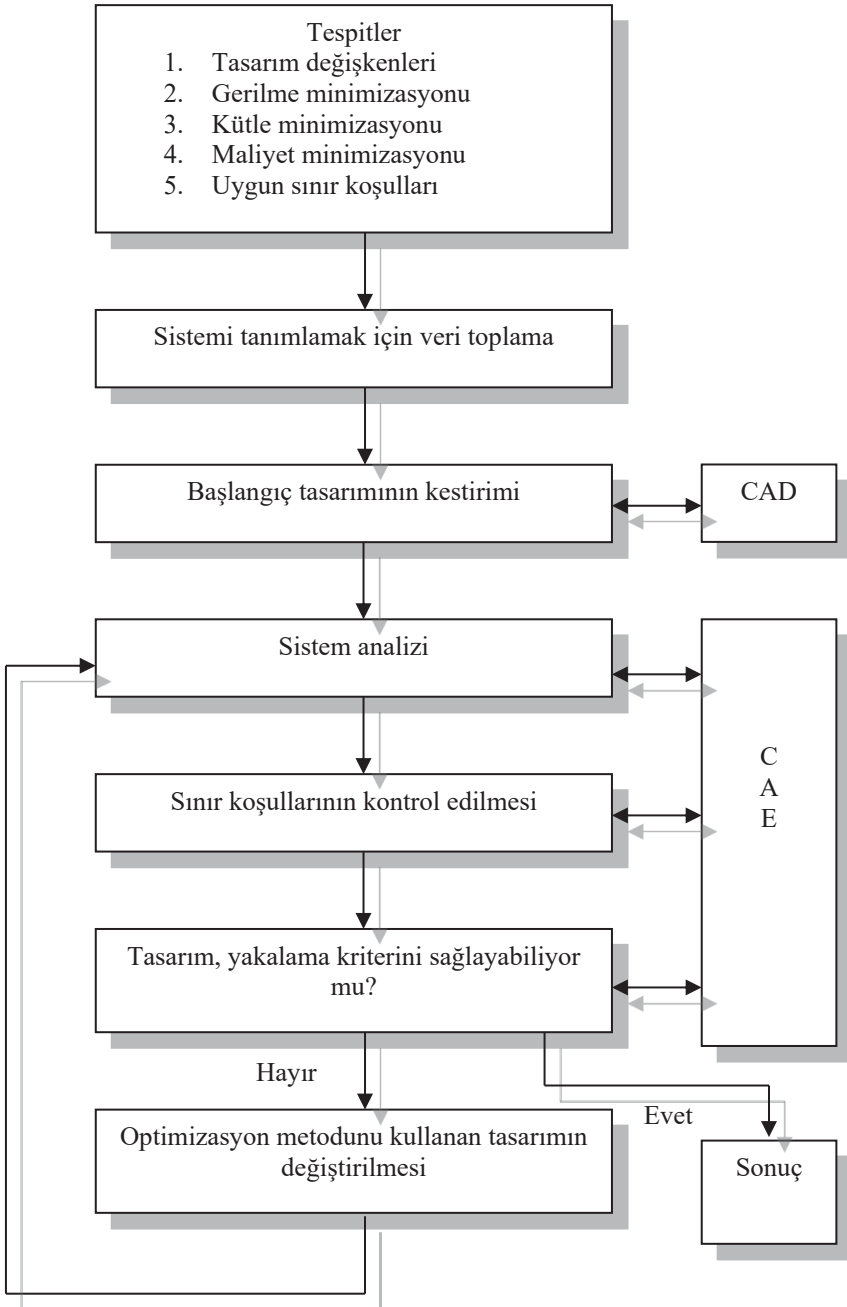 Tespitler
1. Tasarım değişkenleri
2. Gerilme minimizasyonu
3. Kütle minimizasyonu
4. Maliyet minimizasyonu
5. Uygun sınır koşulları
Sistemi tanımlamak için veri toplama
Başlangıç tasarımının kestirimi
CAD
Sistem analizi
C
A
E
Sınır koşullarının kontrol edilmesi
Tasarım, yakalama kriterini sağlayabiliyor
mu?
Hayır
Evet
Optimizasyon metodunu kullanan tasarımın
değiştirilmesi
Sonuç